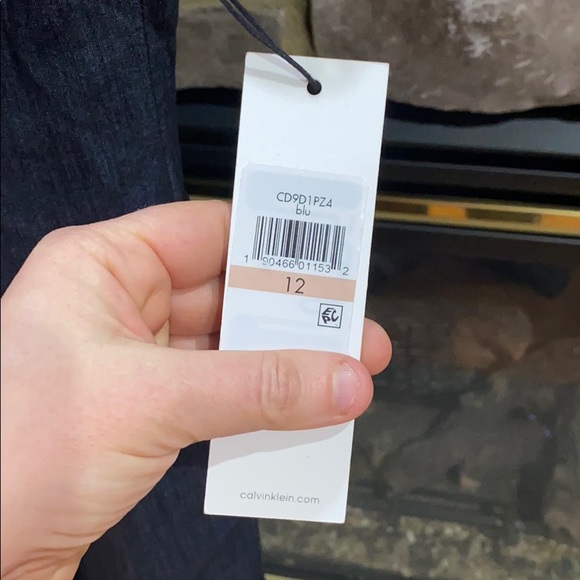 CD9D1PZ4
blu
1 90466 01153 2
12
calvinklein.com